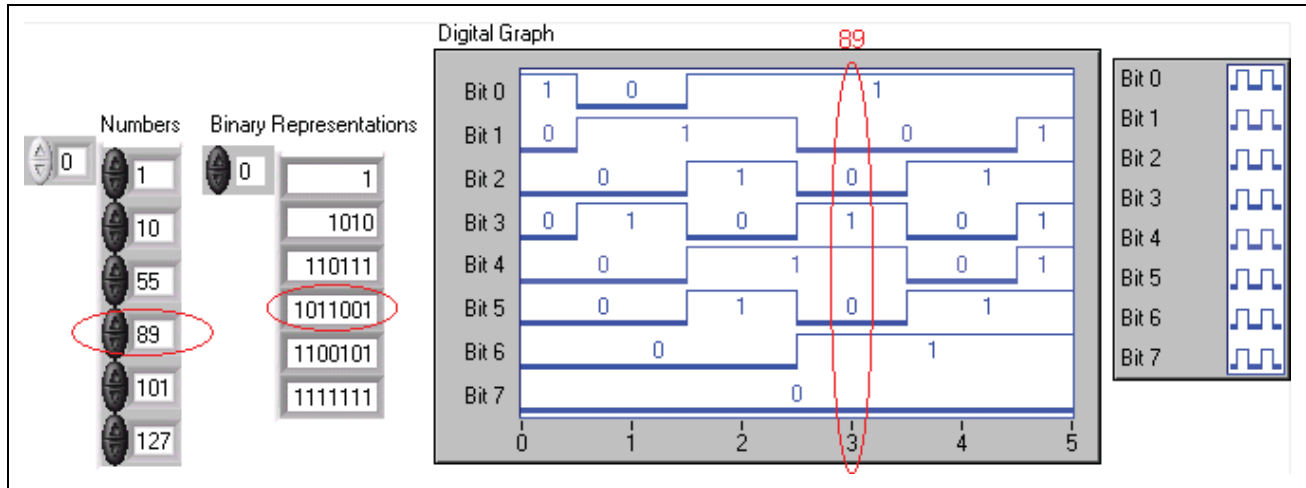 Digital Graph
89
Numbers
0
1
10
55
89
101
127
Binary Representations
0
1
1010
110111
1011001
1100101
1111111
Bit 0 1 0 1
Bit 1 0 1 0 1
Bit 2 0 1 0 1
Bit 3 0 1 0 1 0 1
Bit 4 0 1 0 1
Bit 5 0 1 0 1
Bit 6 0 1
Bit 7 0
0 1 2 3 4 5
Bit 0
Bit 1
Bit 2
Bit 3
Bit 4
Bit 5
Bit 6
Bit 7